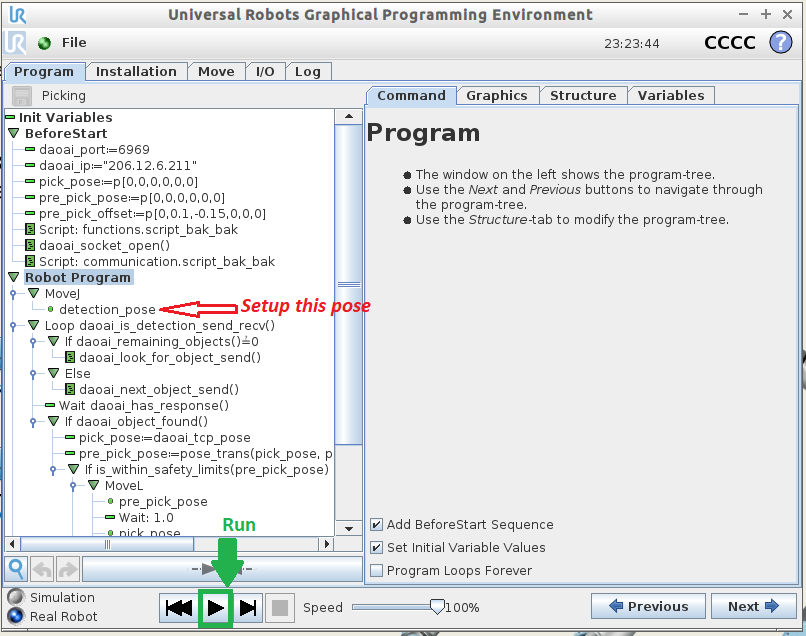 Universal Robots Graphical Programming Environment
File
23:23:44
CCCC
?
Program
Installation
Move
I/O
Log
Picking
Init Variables
BeforeStart
daoai_port:=6969
daoai_ip:="206.12.6.211"
pick_pose:=p[0,0,0,0,0,0]
pre_pick_pose:=p[0,0,0,0,0,0]
pre_pick_offset:=p[0,0.1,-0.15,0,0,0]
Script: functions.script_bak_bak
daoai_socket_open()
Script: communication.script_bak_bak
Robot Program
MoveJ
detection_pose
Setup this pose
Loop daoai_is_detection_send_recv()
If daoai_remaining_objects()≟0
daoai_look_for_object_send()
Else
daoai_next_object_send()
Wait daoai_has_response()
If daoai_object_found()
pick_pose:=daoai_tcp_pose
pre_pick_pose:=pose_trans(pick_pose, p
If is_within_safety_limits(pre_pick_pose)
MoveL
pre_pick_pose
Wait: 1.0
pick_pose
Run
Command
Graphics
Structure
Variables
Program
● The window on the left shows the program-tree.
● Use the Next and Previous buttons to navigate through
the program-tree.
● Use the Structure-tab to modify the program-tree.
Add BeforeStart Sequence
Set Initial Variable Values
Program Loops Forever
Simulation
Real Robot
Speed
100%
Previous
Next